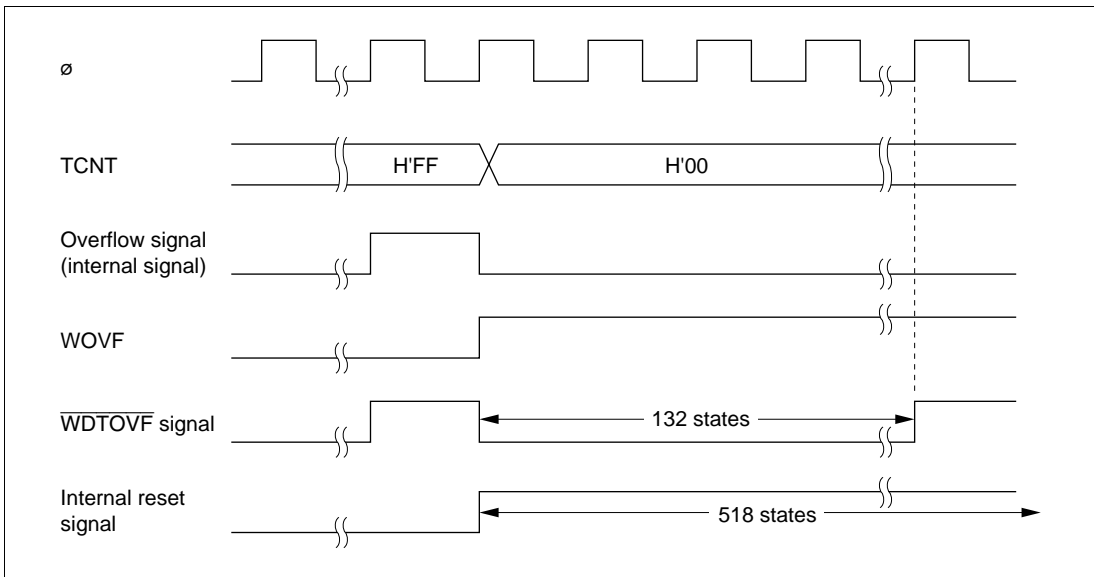 ø
TCNT
H'FF
H'00
Overflow signal
(internal signal)
WOVF
WDTOVF signal
132 states
Internal reset
signal
518 states